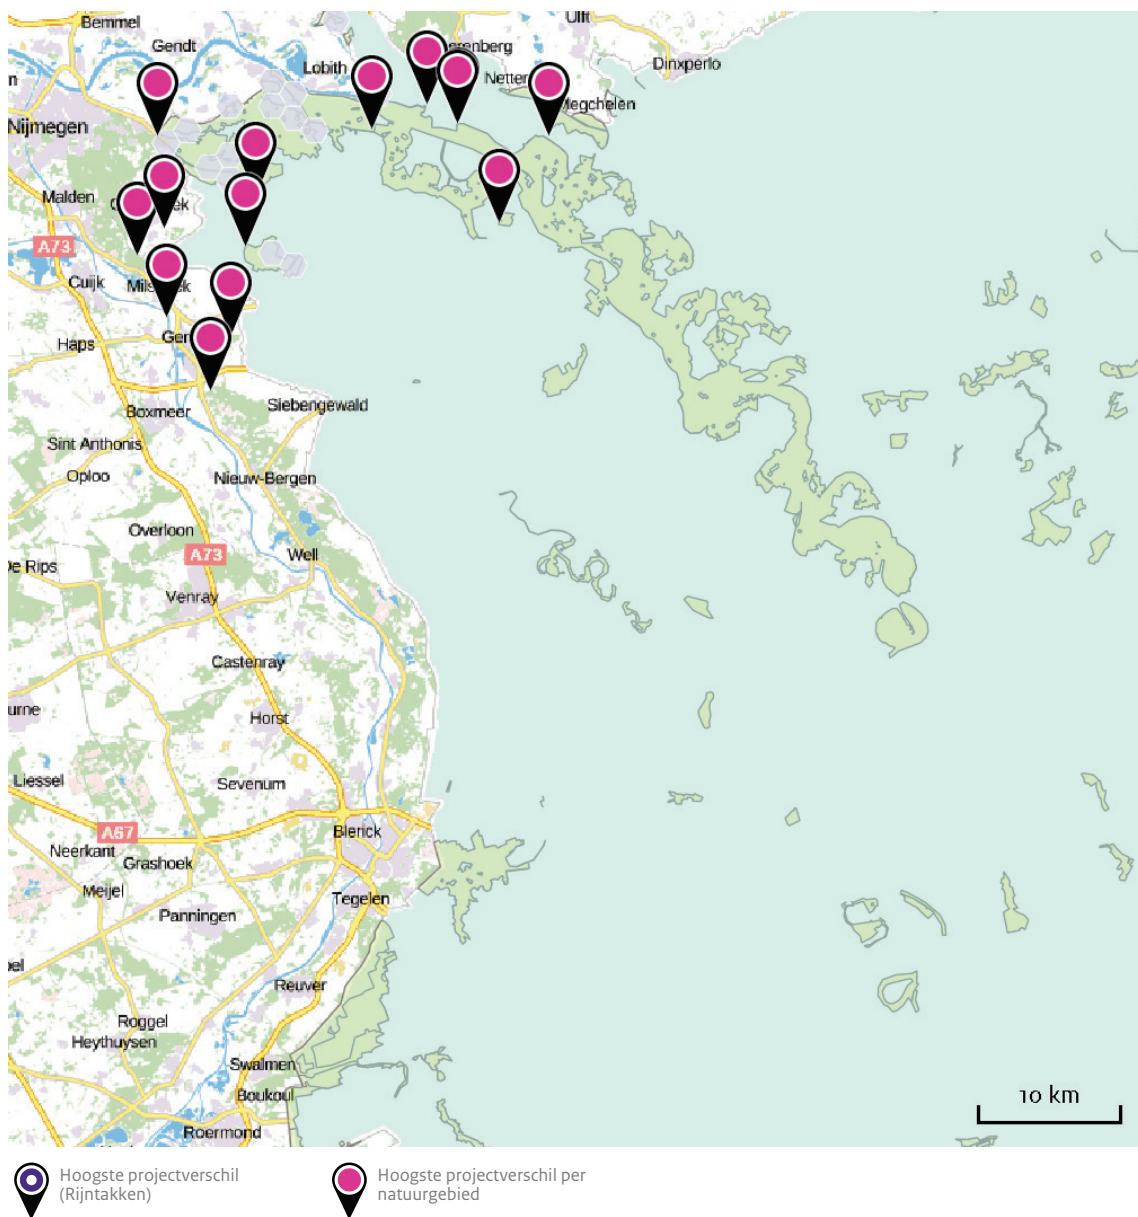 Bemmel
Ulft
Gendt
Lobith
Dinxperlo
Nijmegen
Malden
A73
Cuijk
Haps
Siebengewald
Boxmeer
Sint Anthonis
Oploo
Nieuw-Bergen
Overloon
A73
Well
De Rips
Venray
Castenray
Horst
Liessel
Sevenum
A67
Blerick
Neerkant
Grashoek
Meijel
Tegelen
Panningen
Reuver
Roggel
Heythuysen
Swalmen
Boukoul
10 km
Roermond
Hoogste projectverschil
(Rijntakken)
Hoogste projectverschil per
natuurgebied